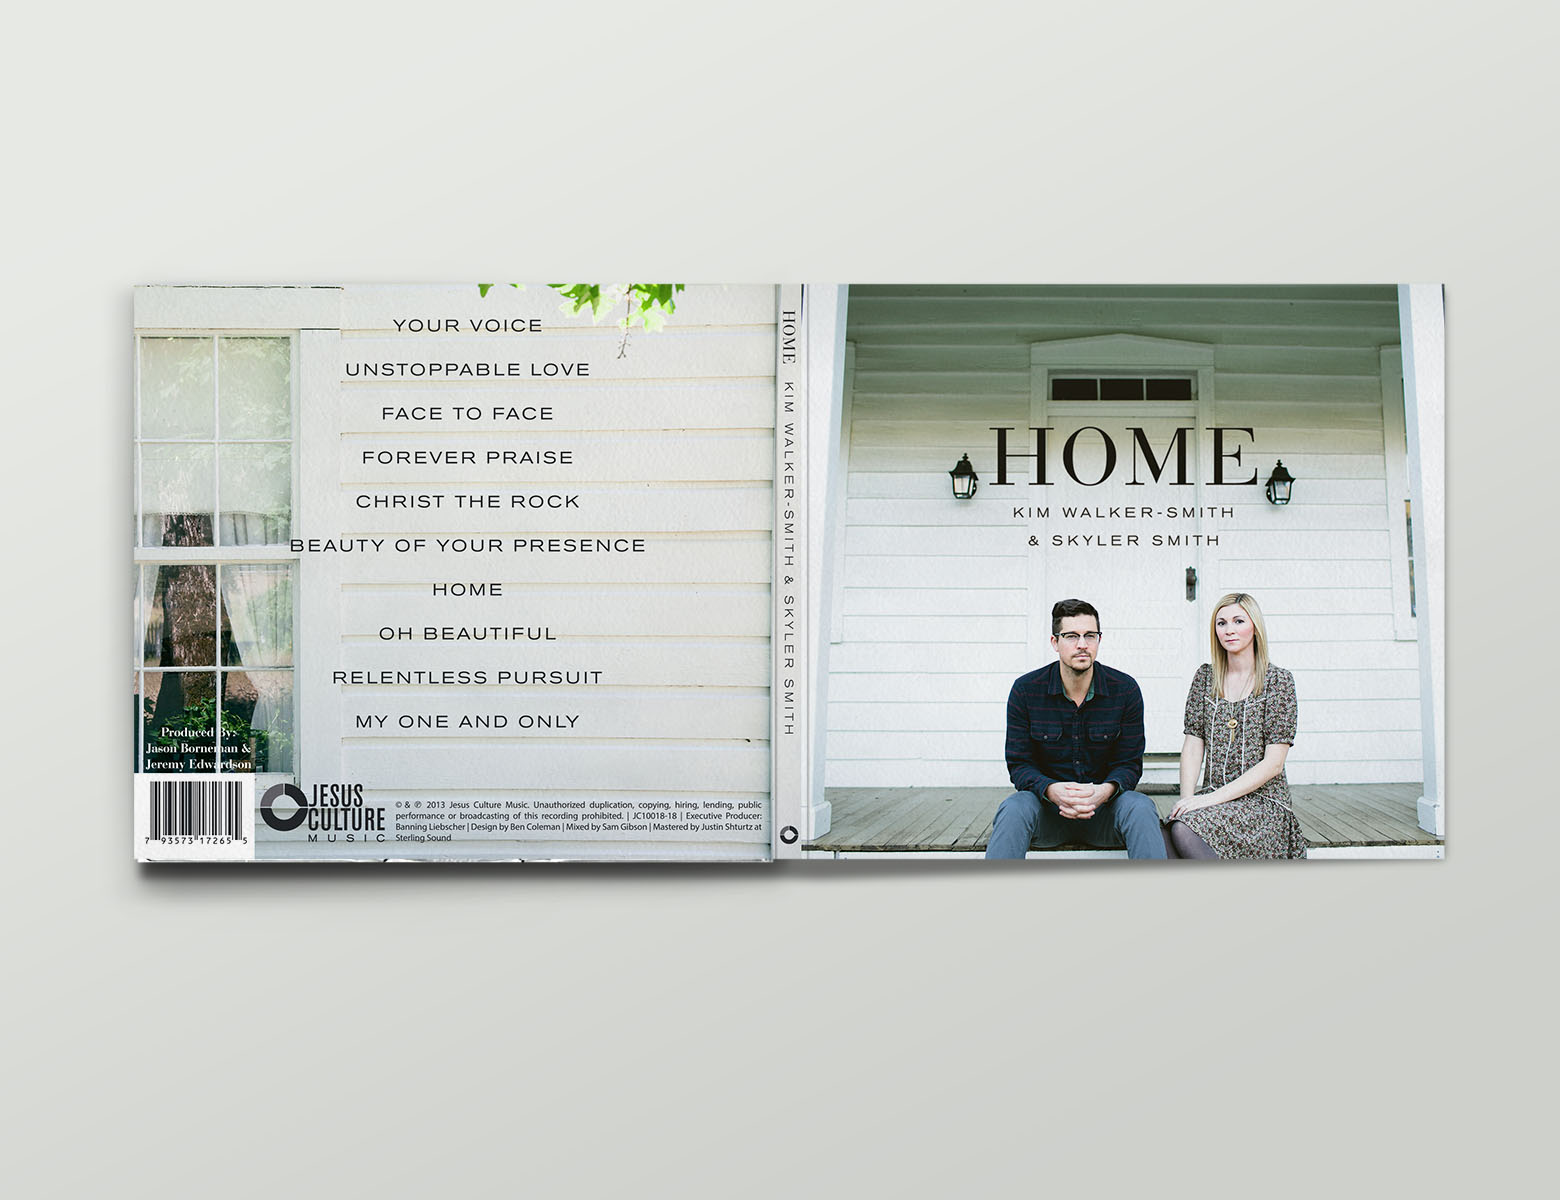 YOUR VOICE
UNSTOPPABLE LOVE
FACE TO FACE
FOREVER PRAISE
CHRIST THE ROCK
BEAUTY OF YOUR PRESENCE
HOME
OH BEAUTIFUL
RELENTLESS PURSUIT
MY ONE AND ONLY
Produced By:
Jason Borneman &
Jeremy Edwardson
7 93573 17265 5
JESUS
CULTURE
MUSIC
© & ℗ 2013 Jesus Culture Music. Unauthorized duplication, copying, hiring, lending, public
performance or broadcasting of this recording prohibited. | JC10018-18 | Executive Producer:
Banning Liebscher | Design by Ben Coleman | Mixed by Sam Gibson | Mastered by Justin Shturtz at
Sterling Sound
HOME KIM WALKER-SMITH & SKYLER SMITH
HOME
KIM WALKER-SMITH
& SKYLER SMITH